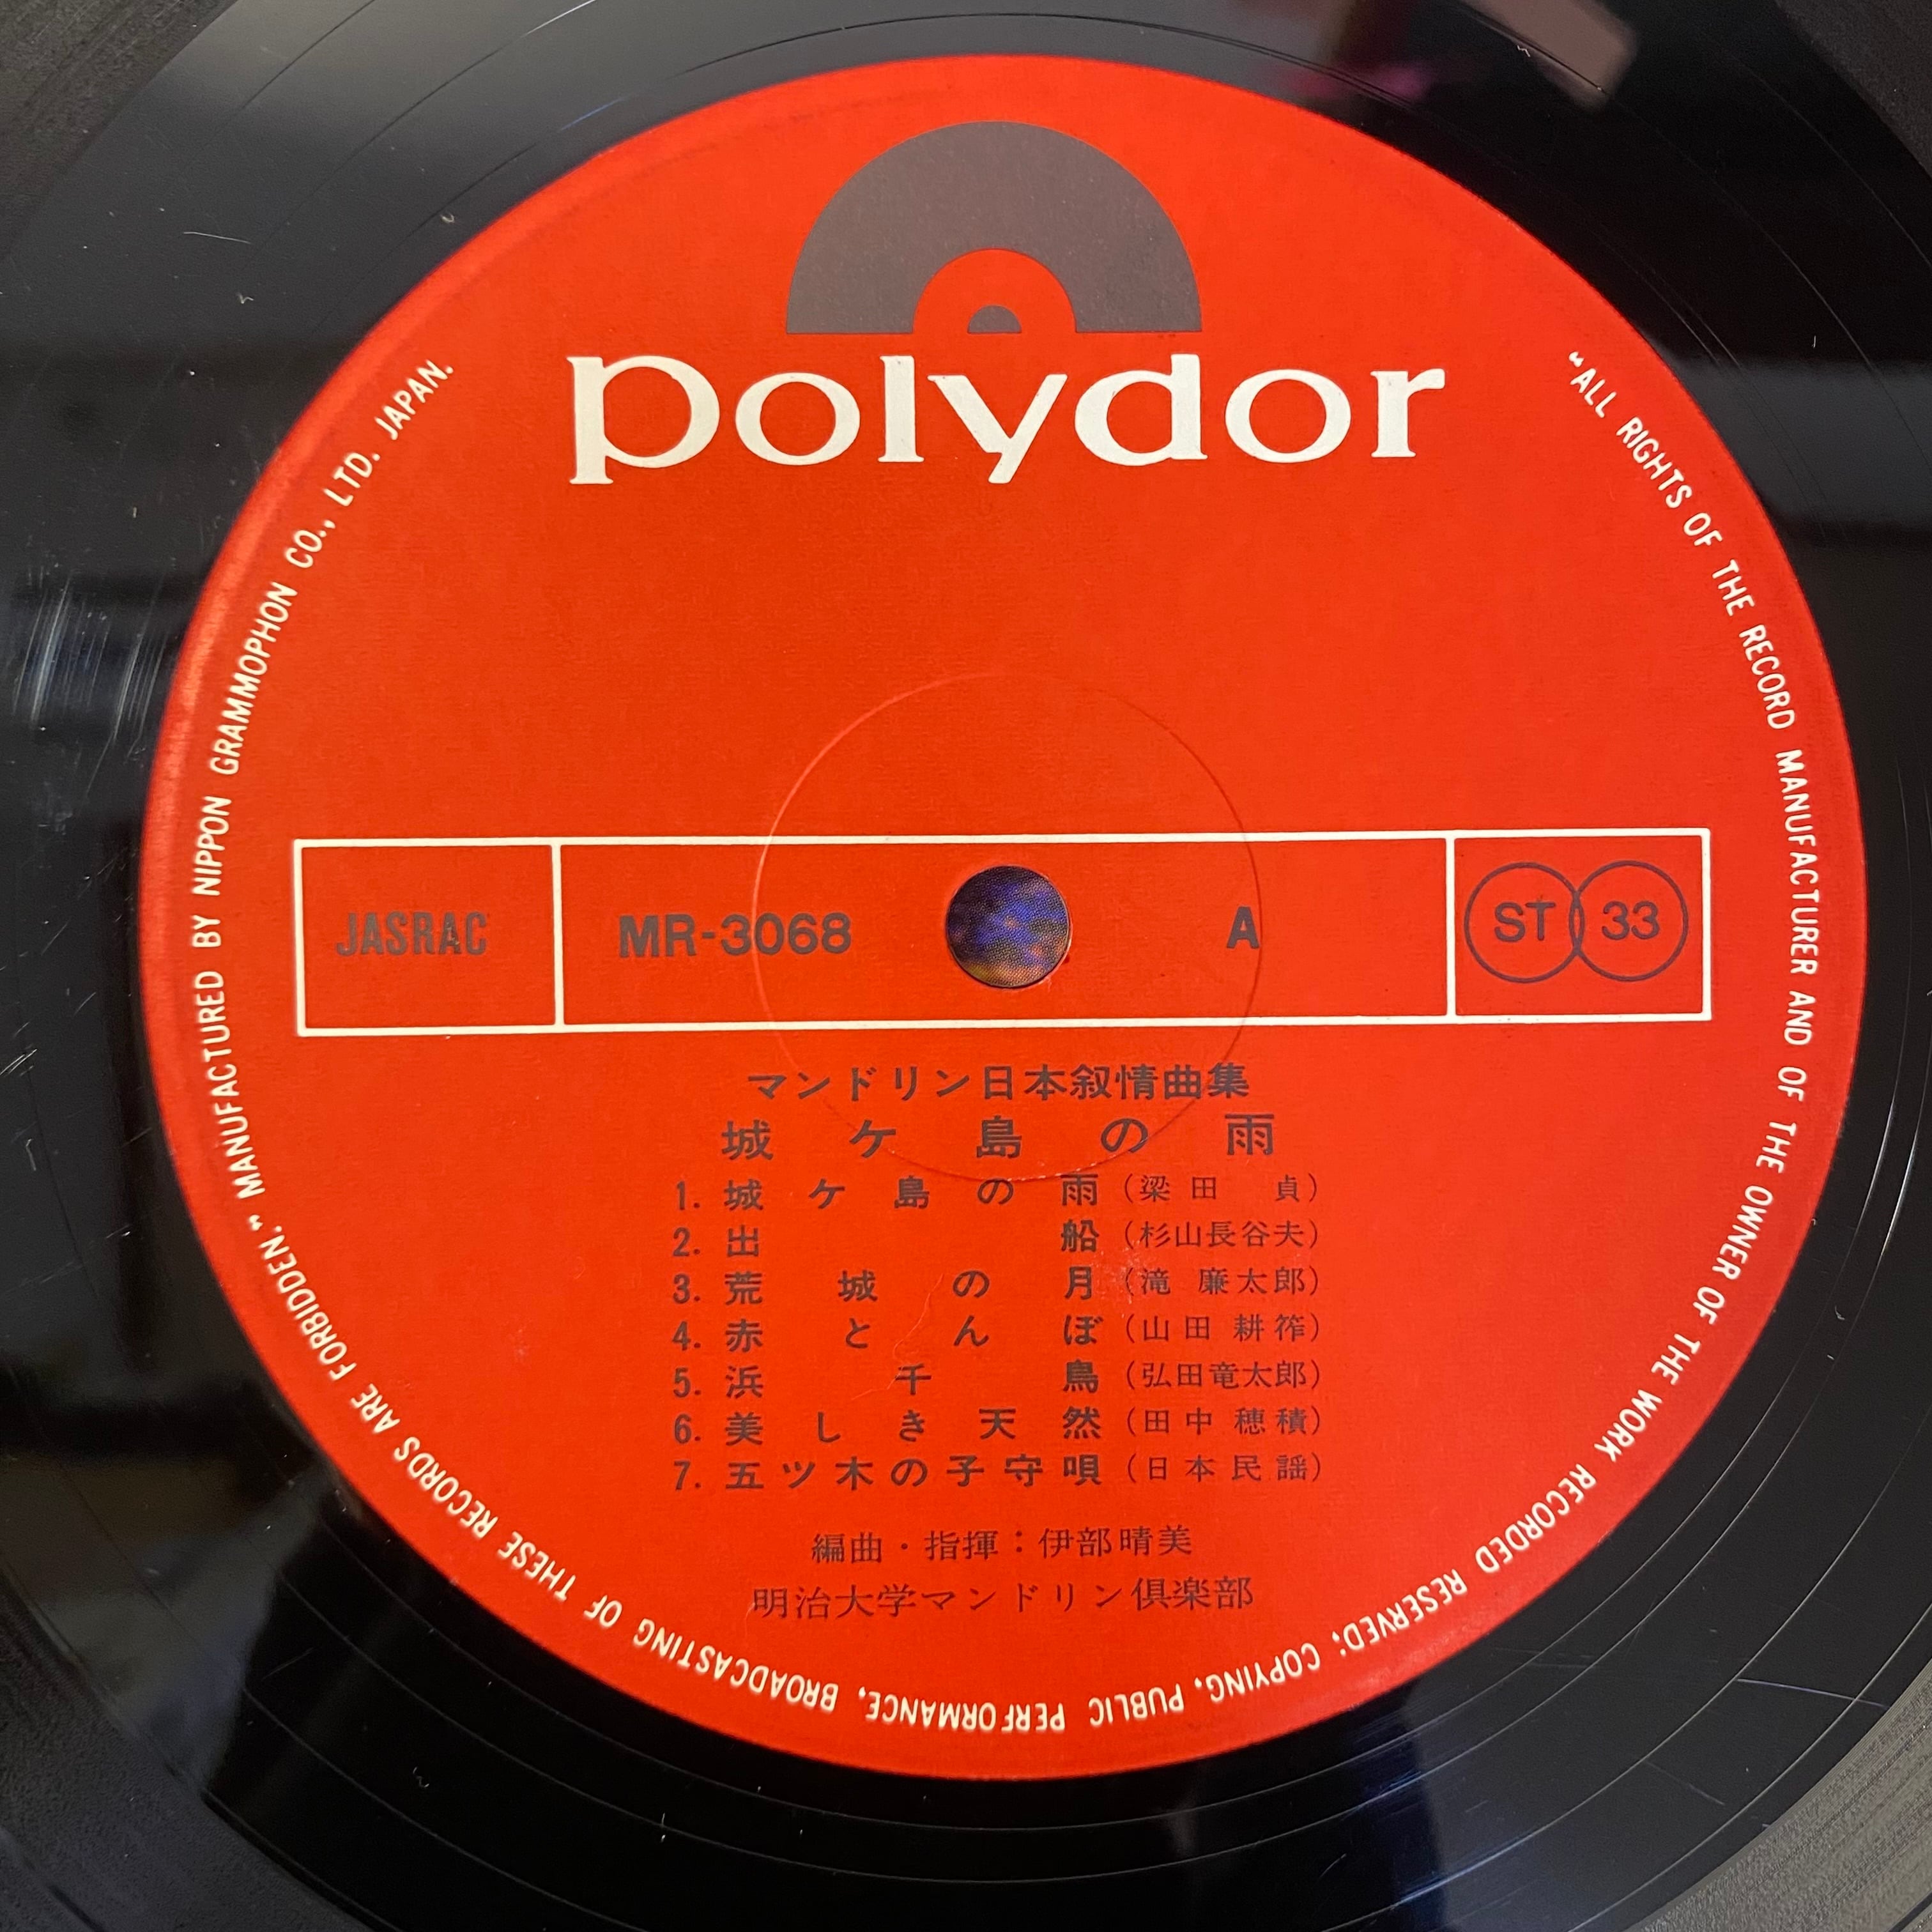 polydor
JASRAC
MR-3068
A
ST 33
マンドリン日本叙情曲集
城ケ島の雨
1. 城ケ島の雨 (梁田 貞)
2. 出船 (杉山長谷夫)
3. 荒城の月 (滝 廉太郎)
4. 赤とんぼ (山田耕筰)
5. 浜千鳥 (弘田竜太郎)
6. 美しき天然 (田中穂積)
7. 五ツ木の子守唄 (日本民謡)
編曲・指揮：伊部晴美
明治大学マンドリン倶楽部
"ALL RIGHTS OF THE RECORD MANUFACTURER AND OF THE OWNER OF THE WORK RECORDED RESERVED; COPYING, PUBLIC PERFORMANCE, BROADCASTING OF THESE RECORDS ARE FORBIDDEN." MANUFACTURED BY NIPPON GRAMMOPHON CO., LTD. JAPAN.